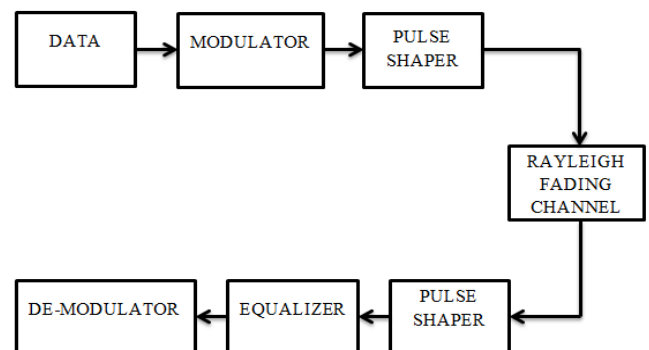 DATA
MODULATOR
PULSE
SHAPER
RAYLEIGH
FADING
CHANNEL
DE-MODULATOR
EQUALIZER
PULSE
SHAPER